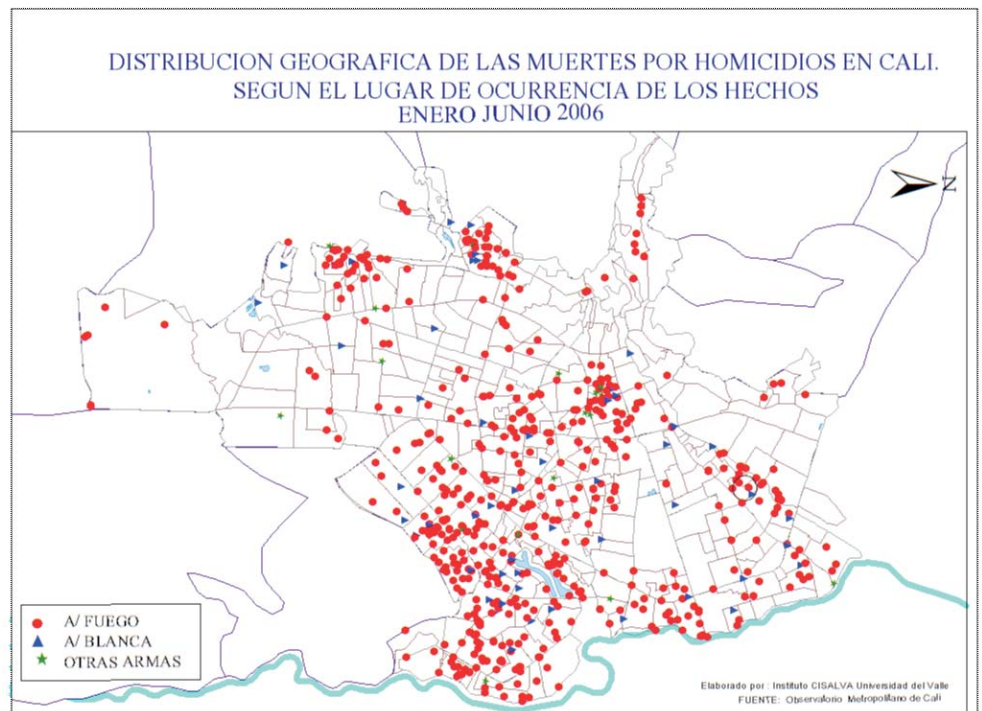 DISTRIBUCION GEOGRAFICA DE LAS MUERTES POR HOMICIDIOS EN CALI.
SEGUN EL LUGAR DE OCURRENCIA DE LOS HECHOS
ENERO JUNIO 2006
N
A/ FUEGO
A/ BLANCA
OTRAS ARMAS
Elaborado por : Instituto CISALVA Universidad del Valle
FUENTE: Observatorio Metropolitano de Cali